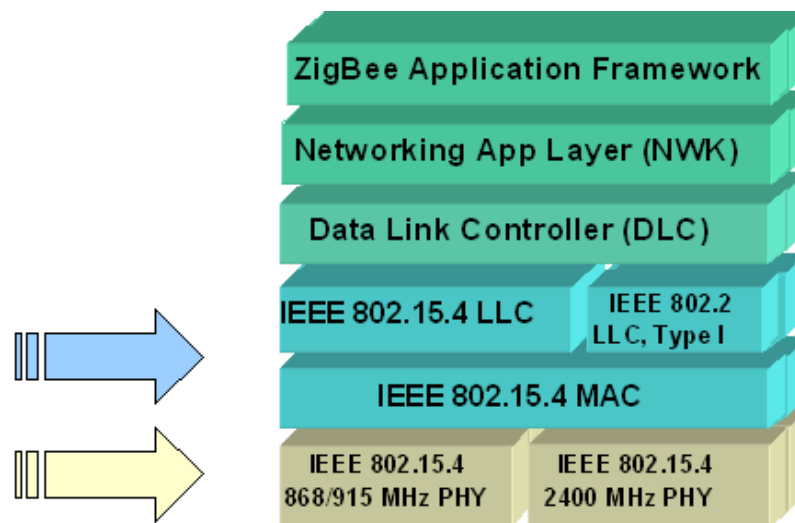 ZigBee Application Framework
Networking App Layer (NWK)
Data Link Controller (DLC)
IEEE 802.15.4 LLC
IEEE 802.2
LLC, Type I
IEEE 802.15.4 MAC
IEEE 802.15.4
868/915 MHz PHY
IEEE 802.15.4
2400 MHz PHY